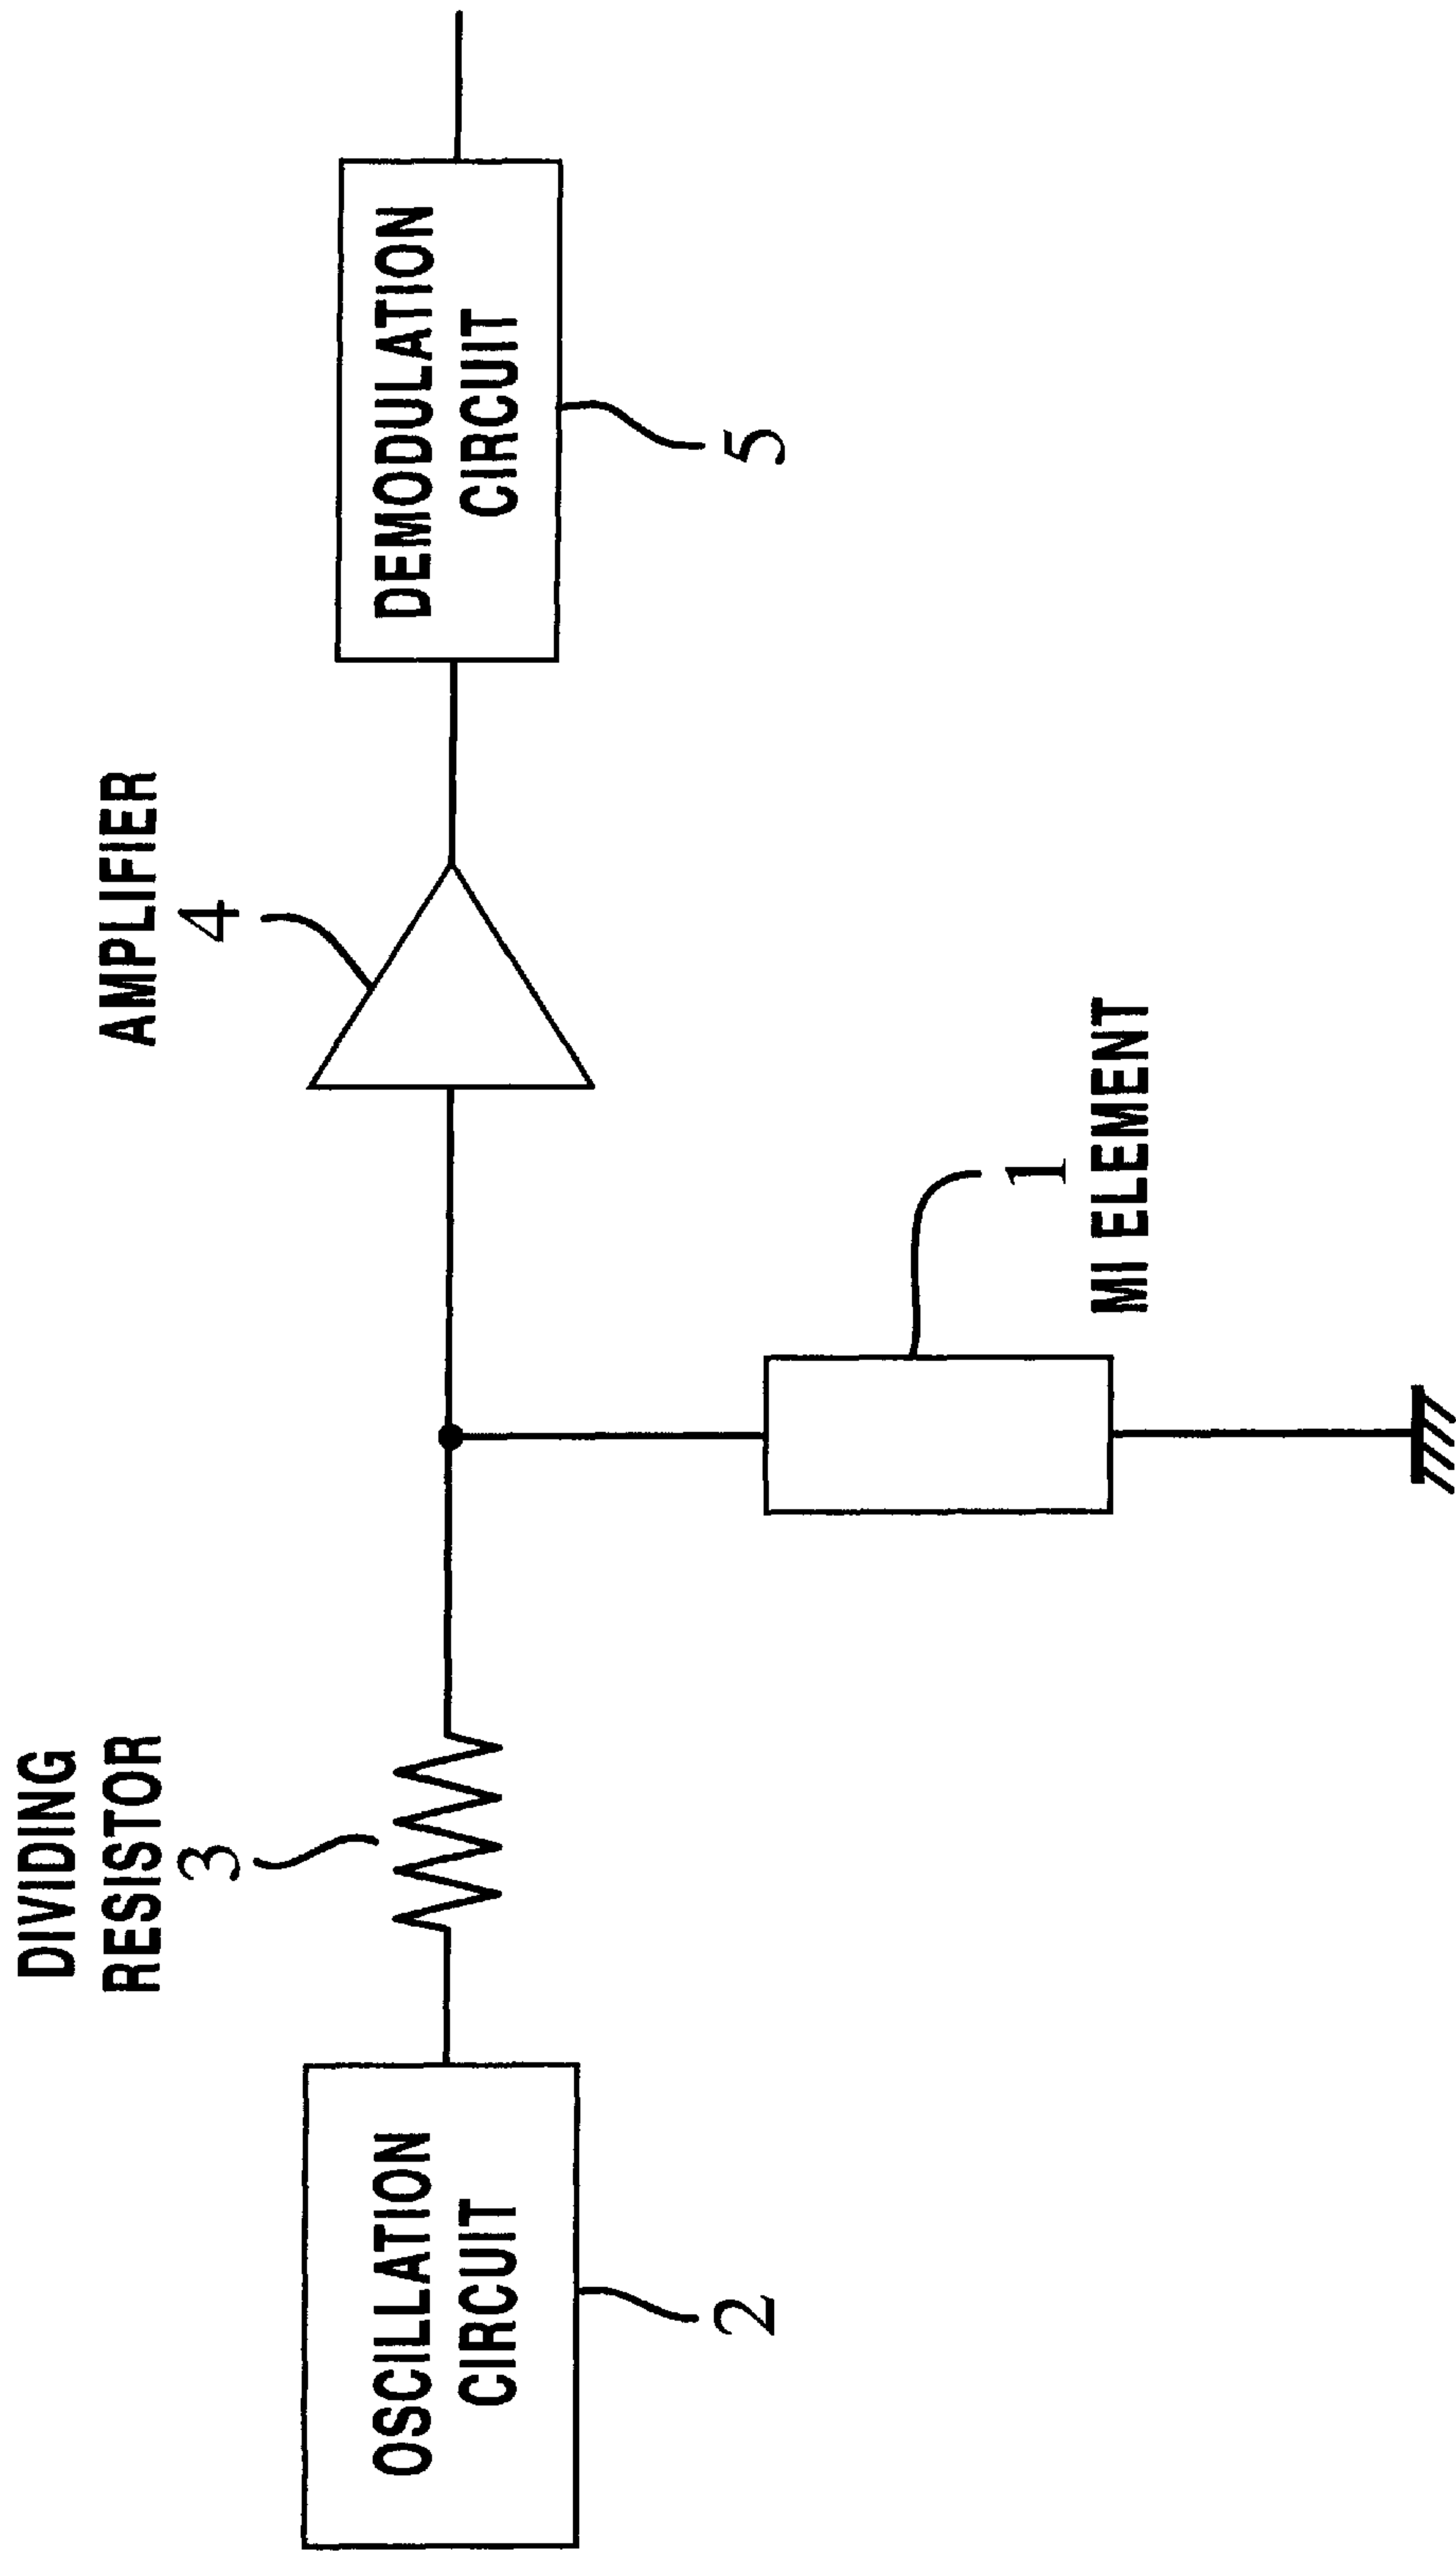 DIVIDING
RESISTOR
3
AMPLIFIER
4
OSCILLATION
CIRCUIT
2
DEMODULATION
CIRCUIT
5
1
MI ELEMENT